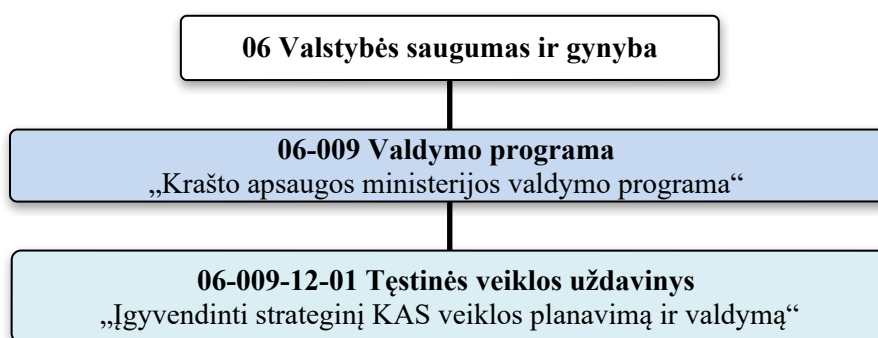 06 Valstybės saugumas ir gynyba
06-009 Valdymo programa
„Krašto apsaugos ministerijos valdymo programa“
06-009-12-01 Tęstinės veiklos uždavinys
„Įgyvendinti strateginį KAS veiklos planavimą ir valdymą“